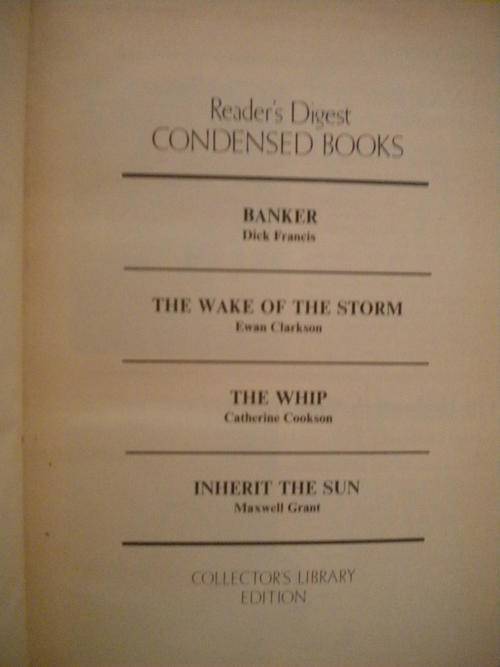 Reader's Digest
CONDENSED BOOKS
BANKER
Dick Francis
THE WAKE OF THE STORM
Ewan Clarkson
THE WHIP
Catherine Cookson
INHERIT THE SUN
Maxwell Grant
COLLECTOR'S LIBRARY
EDITION